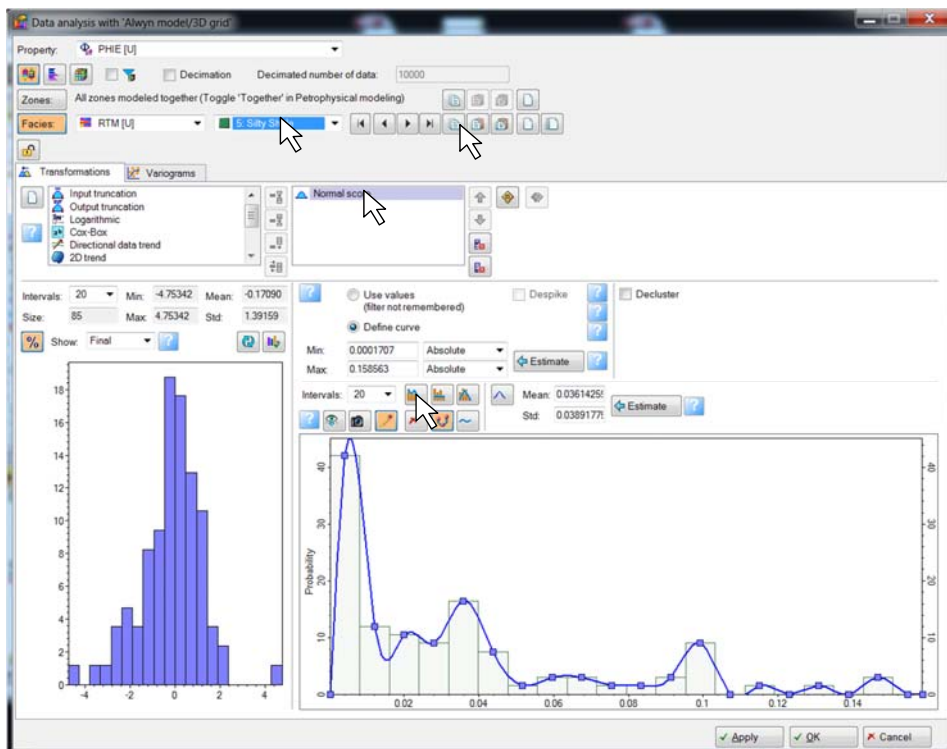 Data analysis with 'Alwyn model/3D grid'
Property: PHIE [U]
Decimation Decimated number of data: 10000
Zones: All zones modeled together (Toggle 'Together' in Petrophysical modeling)
Facies: RTM [U] 5: Silty
Transformations Variograms
Input truncation
Output truncation
Logarithmic
Cox-Box
Directional data trend
2D trend
Normal score
Intervals: 20 Min: -4.75342 Mean: -0.17090
Size: 85 Max: 4.75342 Std: 1.39159
% Show: Final
Use values
(filter not remembered)
Despike
Decluster
Define curve
Min: 0.0001707 Absolute
Max: 0.158563 Absolute
Estimate
Intervals: 20 Mean: 0.0361425
Std: 0.0389177
Estimate
18
16
14
12
10
8
6
4
2
0
-4 -2 0 2 4
Probability
40
30
20
10
0
0.02 0.04 0.06 0.08 0.1 0.12 0.14
40
30
20
10
0
Apply OK Cancel